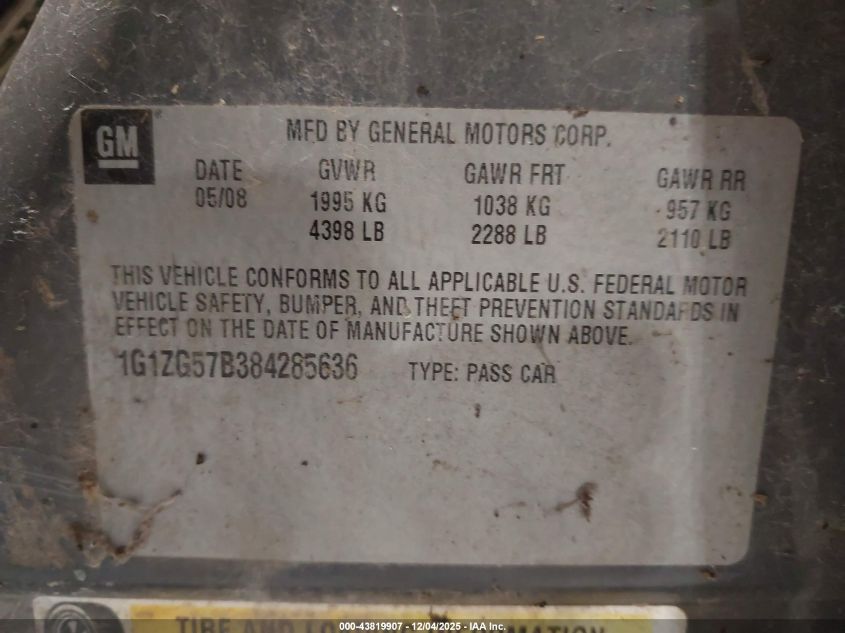 GM
MFD BY GENERAL MOTORS CORP.
DATE GVWR GAWR FRT GAWR RR
05/08 1995 KG 1038 KG 957 KG
4398 LB 2288 LB 2110 LB
THIS VEHICLE CONFORMS TO ALL APPLICABLE U.S. FEDERAL MOTOR
VEHICLE SAFETY, BUMPER, AND THEFT PREVENTION STANDARDS IN
EFFECT ON THE DATE OF MANUFACTURE SHOWN ABOVE.
1G1ZG57B384285636 TYPE: PASS CAR
TIRE AND
000-43819907 - 12/04/2025 - IAA Inc.